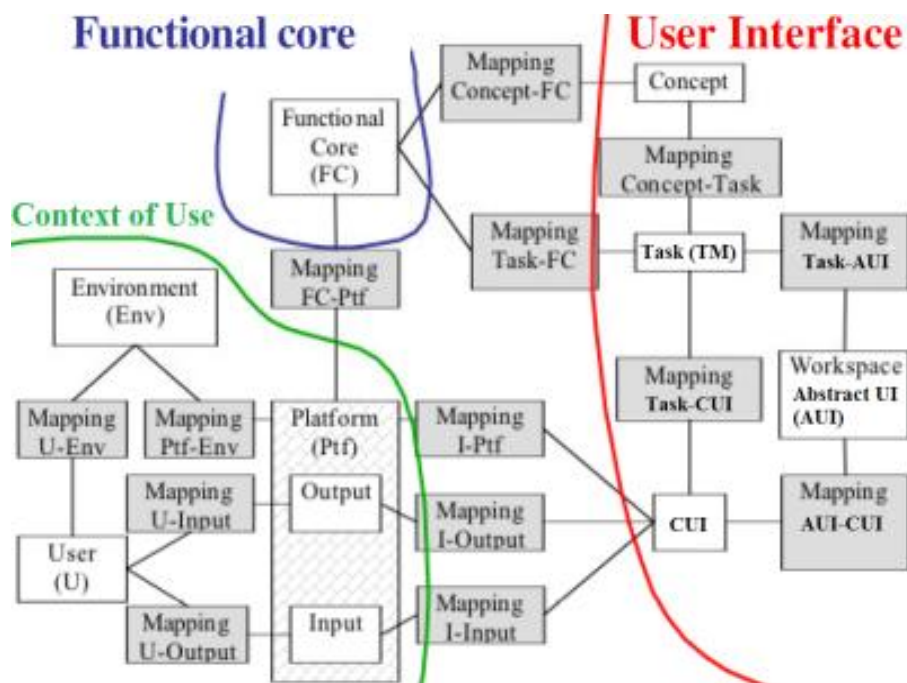 Functional core
User Interface
Mapping
Concept-FC
Concept
Functional
Core
(FC)
Mapping
Concept-Task
Context of Use
Mapping
Task-FC
Task (TM)
Mapping
Task-AUI
Mapping
FC-Ptf
Environment
(Env)
Mapping
Task-CUI
Workspace
Abstract UI
(AUI)
Mapping
U-Env
Mapping
Ptf-Env
Platform
(Ptf)
Mapping
I-Ptf
Mapping
U-Input
Output
Mapping
I-Output
CUI
Mapping
AUI-CUI
User
(U)
Mapping
U-Output
Input
Mapping
I-Input